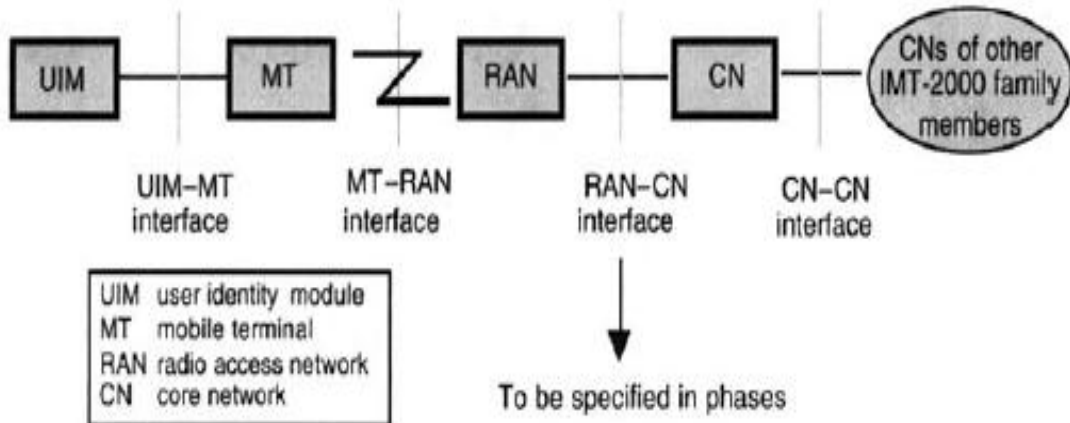 UIM
MT
RAN
CN
CNs of other
IMT-2000 family
members
UIM–MT
interface
MT–RAN
interface
RAN–CN
interface
CN–CN
interface
UIM user identity module
MT mobile terminal
RAN radio access network
CN core network
To be specified in phases